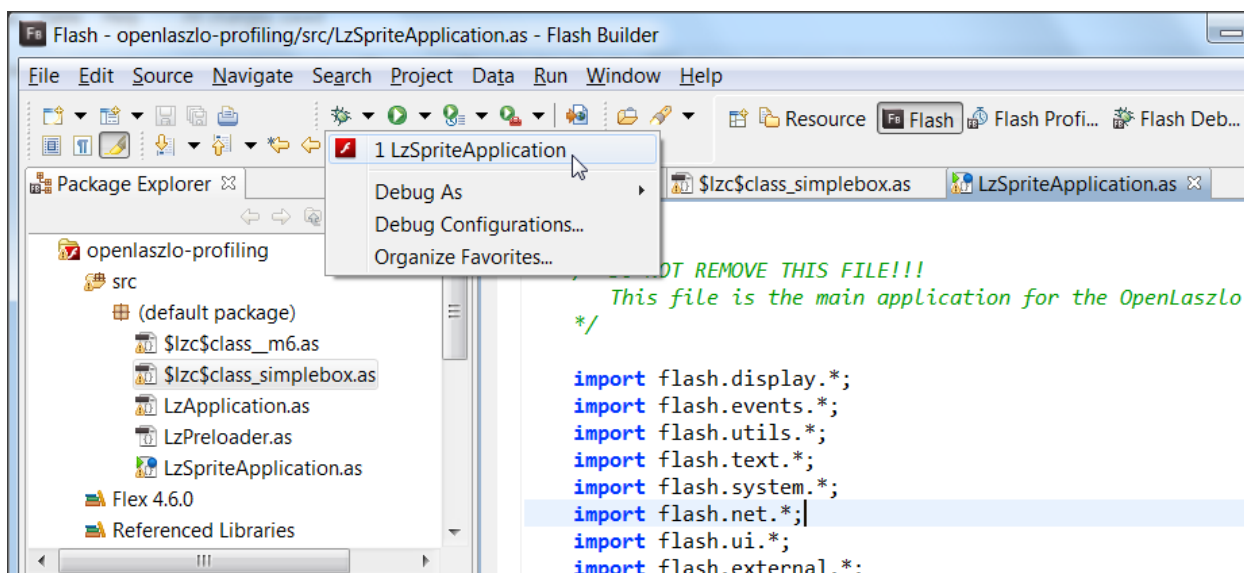 Flash - openlaszlo-profiling/src/LzSpriteApplication.as - Flash Builder
File Edit Source Navigate Search Project Data Run Window Help
Resource Flash Flash Profi... Flash Deb...
1 LzSpriteApplication
Debug As
Debug Configurations...
Organize Favorites...
Package Explorer
$lzc$class_simplebox.as LzSpriteApplication.as
openlaszlo-profiling
src
(default package)
$lzc$class__m6.as
$lzc$class_simplebox.as
LzApplication.as
LzPreloader.as
LzSpriteApplication.as
Flex 4.6.0
Referenced Libraries
NOT REMOVE THIS FILE!!!
This file is the main application for the OpenLaszlo
*/
import flash.display.*;
import flash.events.*;
import flash.utils.*;
import flash.text.*;
import flash.system.*;
import flash.net.*;
import flash.ui.*;
import flash.external.*;